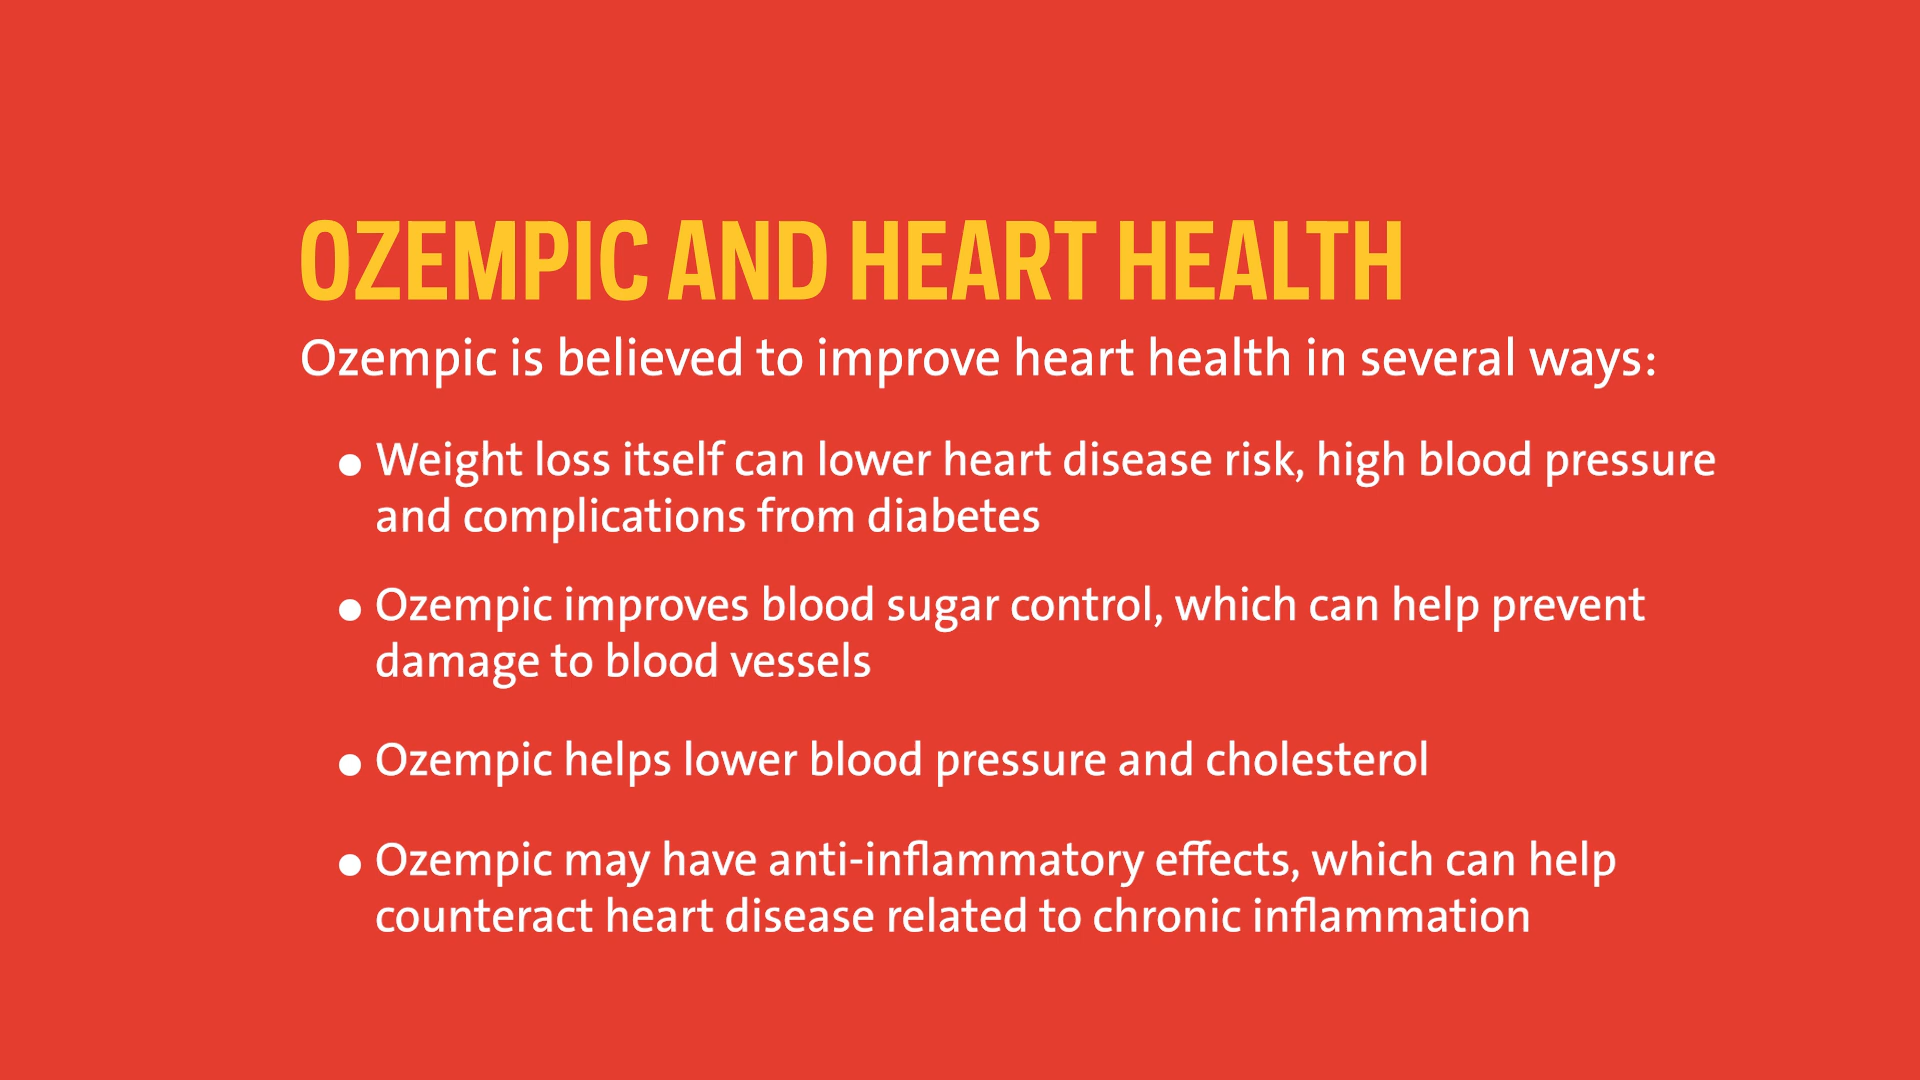 OZEMPIC AND HEART HEALTH
Ozempic is believed to improve heart health in several ways:
● Weight loss itself can lower heart disease risk, high blood pressure
and complications from diabetes
● Ozempic improves blood sugar control, which can help prevent
damage to blood vessels
● Ozempic helps lower blood pressure and cholesterol
● Ozempic may have anti-inflammatory effects, which can help
counteract heart disease related to chronic inflammation